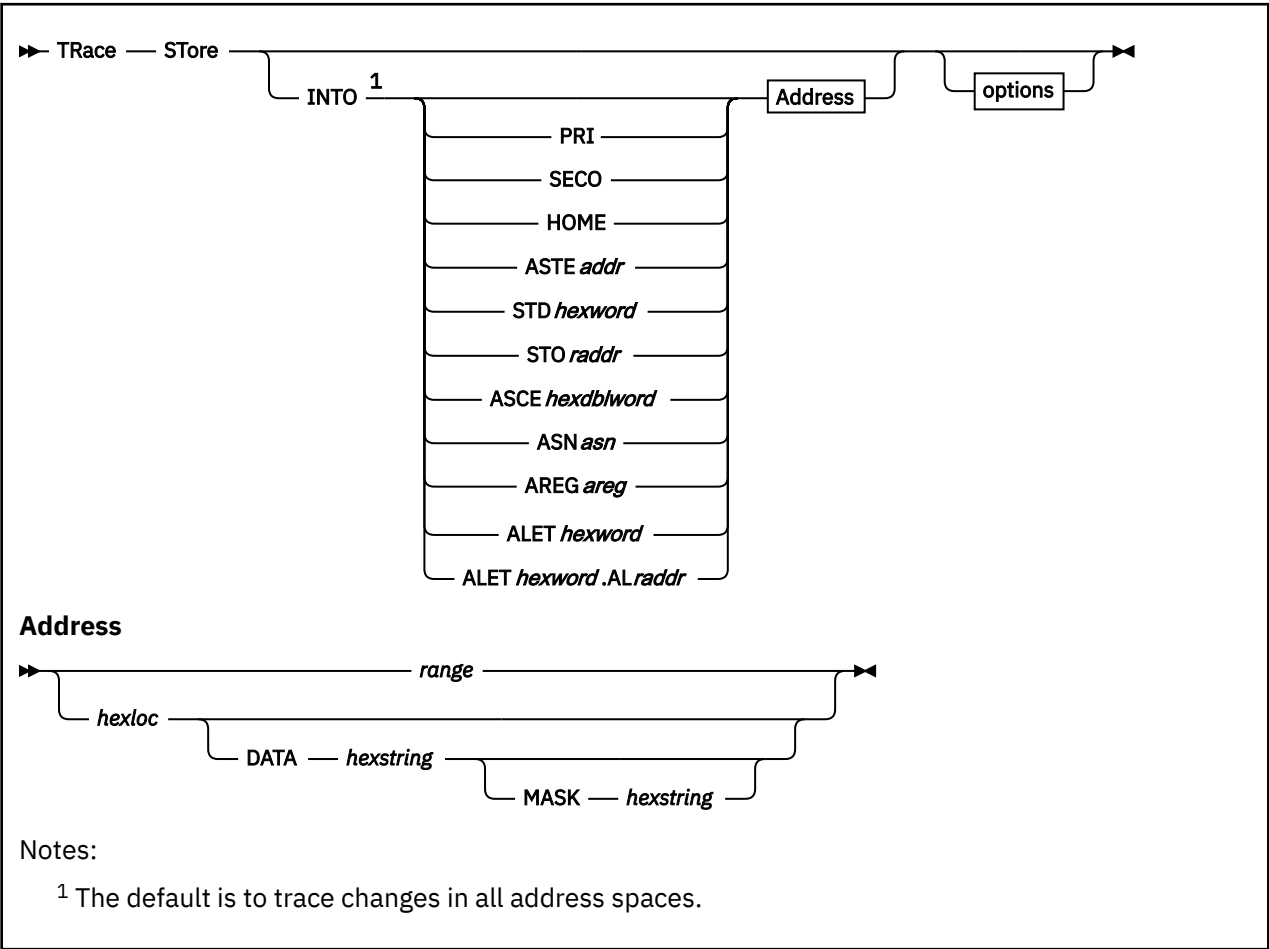 TRace STore
INTO 1 Address options
PRI
SECO
HOME
ASTE addr
STD hexword
STO raddr
ASCE hexdblword
ASN asn
AREG areg
ALET hexword
ALET hexword .ALraddr
Address
range
hexloc
DATA hexstring
MASK hexstring
Notes:
1 The default is to trace changes in all address spaces.